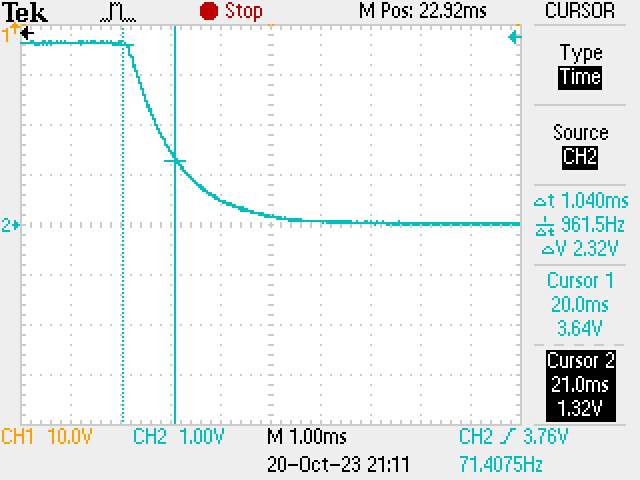 Tek Stop M Pos: 22.92ms CURSOR
1
Type
Time
Source
CH2
Δt 1.040ms
1/Δt 961.5Hz
ΔV 2.32V
2
Cursor 1
20.0ms
3.64V
Cursor 2
21.0ms
1.32V
CH1 10.0V CH2 1.00V M 1.00ms CH2 3.76V
20-Oct-23 21:11 71.4075Hz